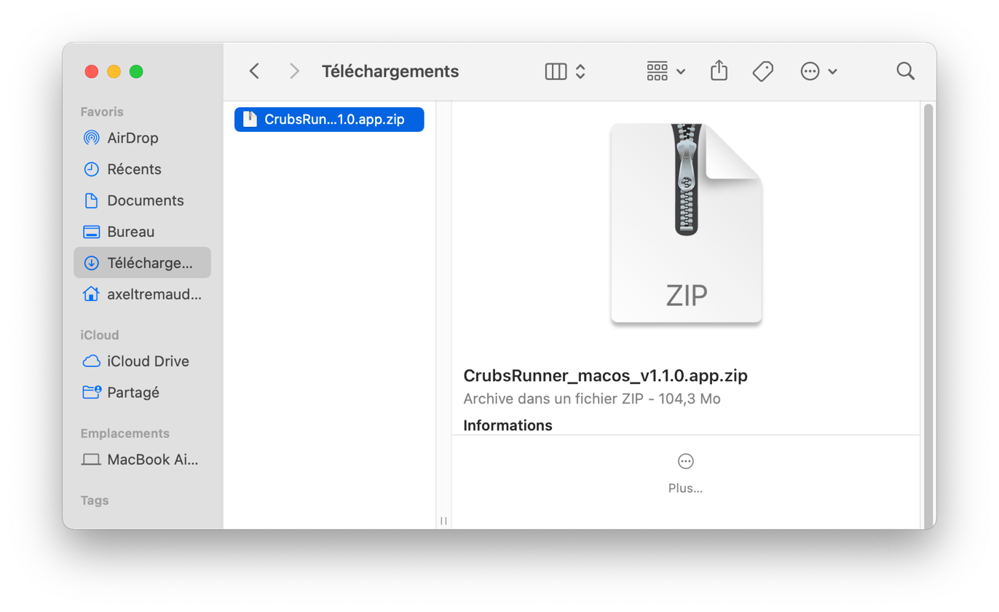 Téléchargements
Favoris
AirDrop
Récents
Documents
Bureau
Télécharge...
axeltremaud...
iCloud
iCloud Drive
Partagé
Emplacements
MacBook Ai...
Tags
CrubsRun...1.0.app.zip
ZIP
CrubsRunner_macos_v1.1.0.app.zip
Archive dans un fichier ZIP - 104,3 Mo
Informations
Plus...